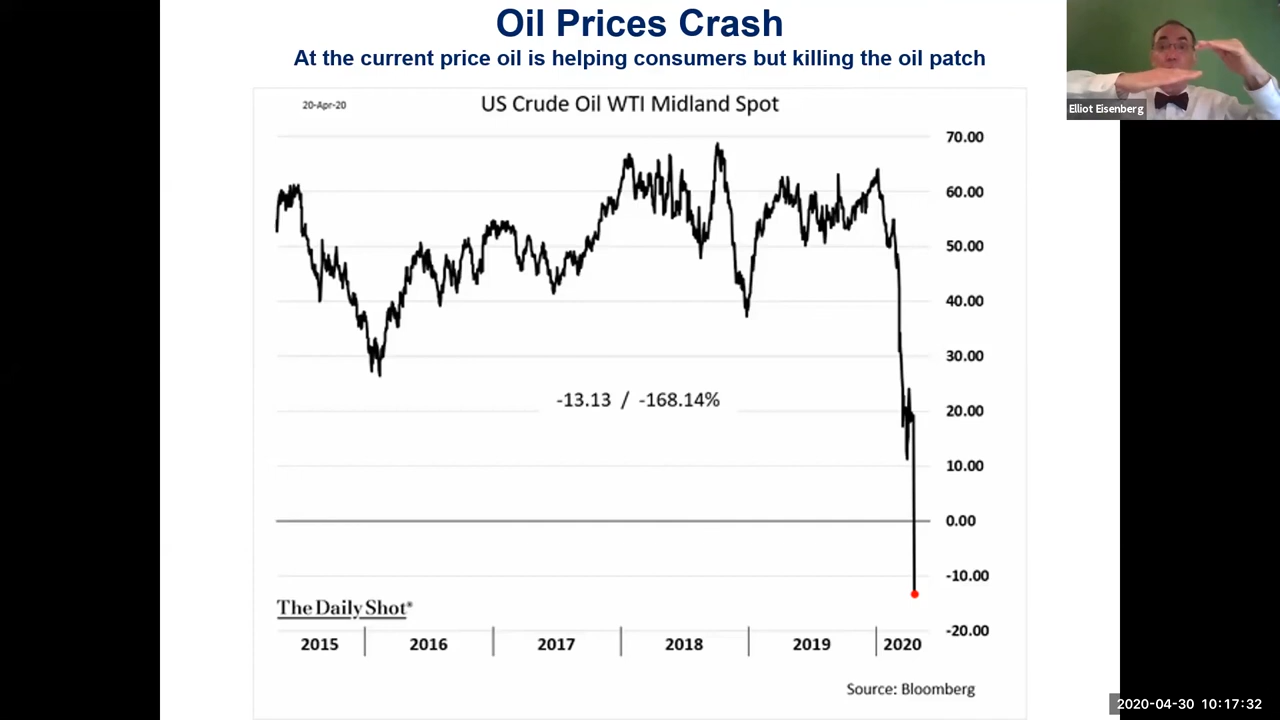 Oil Prices Crash
At the current price oil is helping consumers but killing the oil patch
Elliot Eisenberg
20-Apr-20
US Crude Oil WTI Midland Spot
70.00
60.00
50.00
40.00
30.00
-13.13 / -168.14%
20.00
10.00
0.00
-10.00
The Daily Shot®
-20.00
2015 2016 2017 2018 2019 2020
Source: Bloomberg
2020-04-30 10:17:32